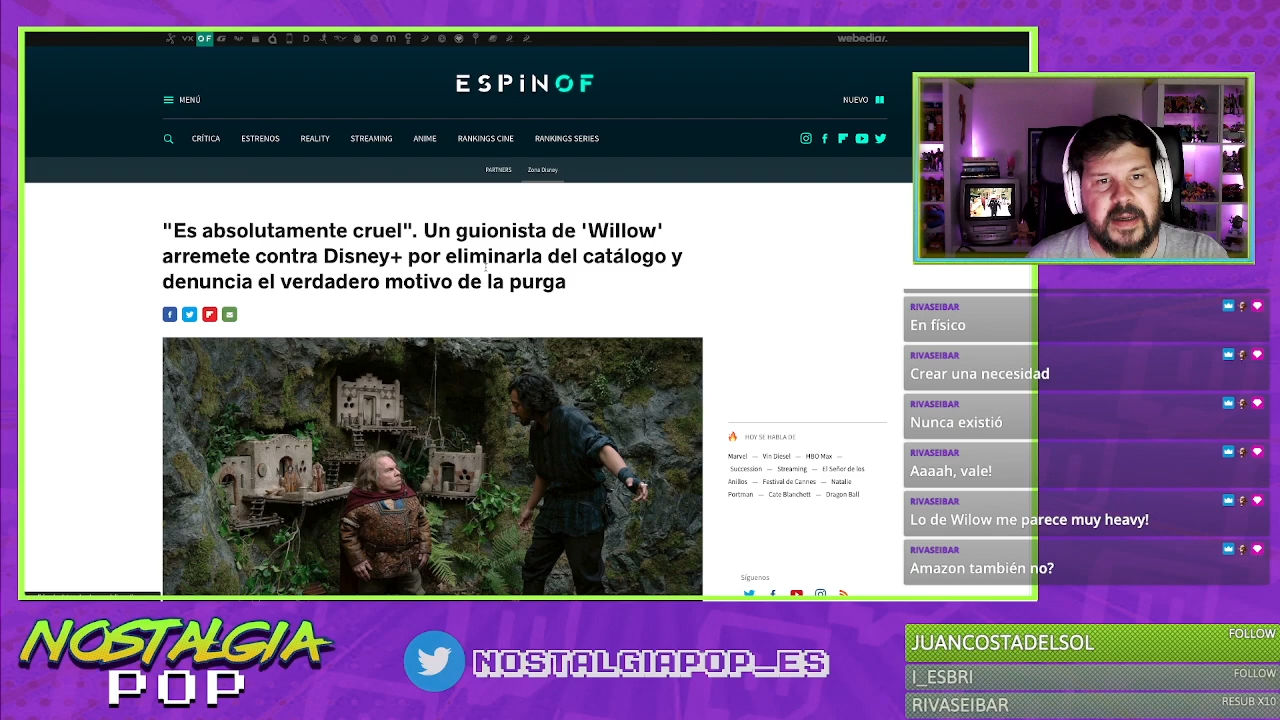 VX
OF
webedia.
ESPiNOF
MENÚ
NUEVO
CRÍTICA
ESTRENOS
REALITY
STREAMING
ANIME
RANKINGS CINE
RANKINGS SERIES
PARTNERS
Zona Disney
"Es absolutamente cruel". Un guionista de 'Willow'
arremete contra Disney+ por eliminarla del catálogo y
denuncia el verdadero motivo de la purga
HOY SE HABLA DE
Marvel — Vin Diesel — HBO Max —
Succession — Streaming — El Señor de los
Anillos — Festival de Cannes — Natalie
Portman — Cate Blanchett — Dragon Ball
Síguenos
RIVASEIBAR
En físico
RIVASEIBAR
Crear una necesidad
RIVASEIBAR
Nunca existió
RIVASEIBAR
Aaaah, vale!
RIVASEIBAR
Lo de Wilow me parece muy heavy!
RIVASEIBAR
Amazon también no?
NOSTALGIA
POP
NOSTALGIAPOP_ES
JUANCOSTADELSOL
FOLLOW
I_ESBRI
FOLLOW
RIVASEIBAR
RESUB X10